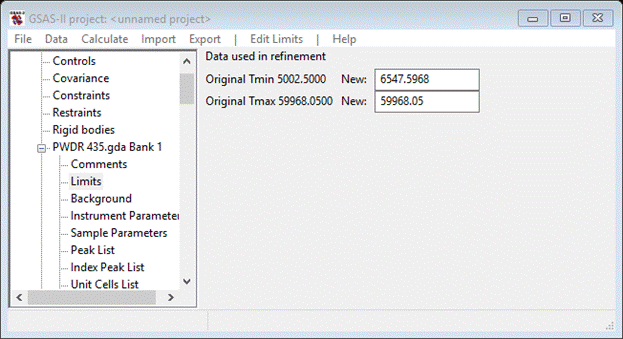 GSAS-II project: <unnamed project>
File Data Calculate Import Export | Edit Limits | Help
Controls
Covariance
Constraints
Restraints
Rigid bodies
PWDR 435.gda Bank 1
Comments
Limits
Background
Instrument Parameter
Sample Parameters
Peak List
Index Peak List
Unit Cells List
Data used in refinement
Original Tmin 5002.5000 New: 6547.5968
Original Tmax 59968.0500 New: 59968.05